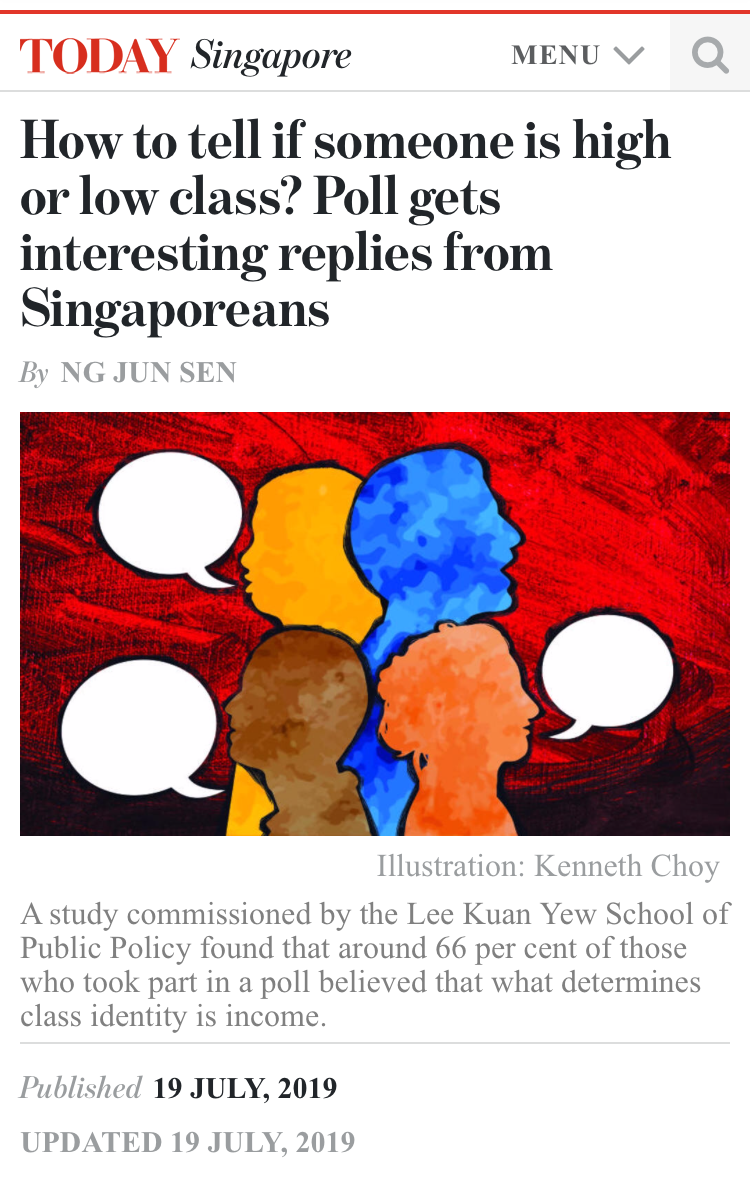 TODAY Singapore MENU
How to tell if someone is high
or low class? Poll gets
interesting replies from
Singaporeans
By NG JUN SEN
Illustration: Kenneth Choy
A study commissioned by the Lee Kuan Yew School of
Public Policy found that around 66 per cent of those
who took part in a poll believed that what determines
class identity is income.
Published 19 JULY, 2019
UPDATED 19 JULY, 2019